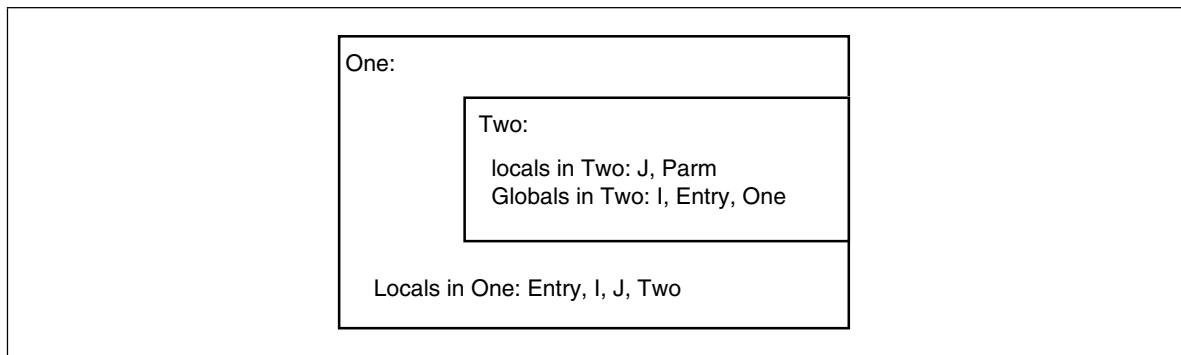 One:
Two:
locals in Two: J, Parm
Globals in Two: I, Entry, One
Locals in One: Entry, I, J, Two